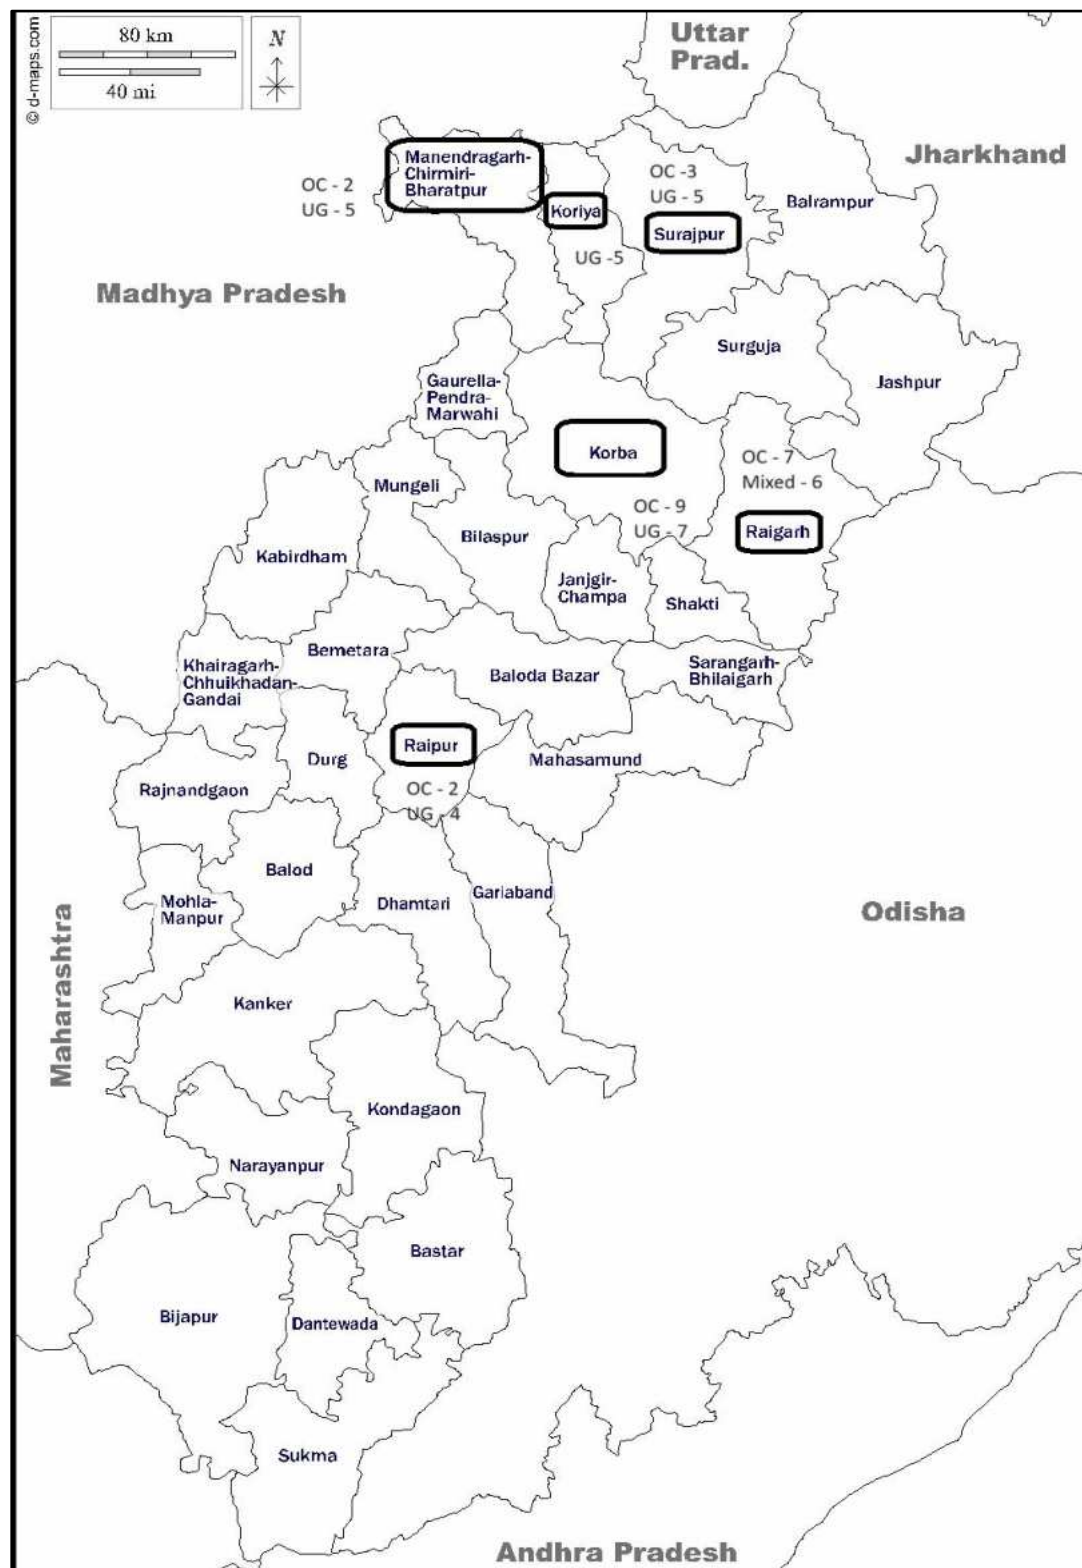 © d-maps.com
80 km
40 mi
N
Uttar
Prad.
Jharkhand
Manendragarh-
Chirmiri-
Bharatpur
OC - 2
UG - 5
Koriya
UG -5
OC -3
UG - 5
Surajpur
Balrampur
Madhya Pradesh
Surguja
Jashpur
Gaurella-
Pendra-
Marwahi
Korba
OC - 9
UG - 7
OC - 7
Mixed - 6
Raigarh
Mungeli
Bilaspur
Kabirdham
Janjgir-
Champa
Shakti
Bemetara
Khairagarh-
Chhuikhadan-
Gandai
Baloda Bazar
Sarangarh-
Bhilaigarh
Raipur
OC - 2
UG - 4
Durg
Mahasamund
Rajnandgaon
Balod
Mohla-
Manpur
Dhamtari
Gariaband
Odisha
Maharashtra
Kanker
Kondagaon
Narayanpur
Bastar
Bijapur
Dantewada
Sukma
Andhra Pradesh